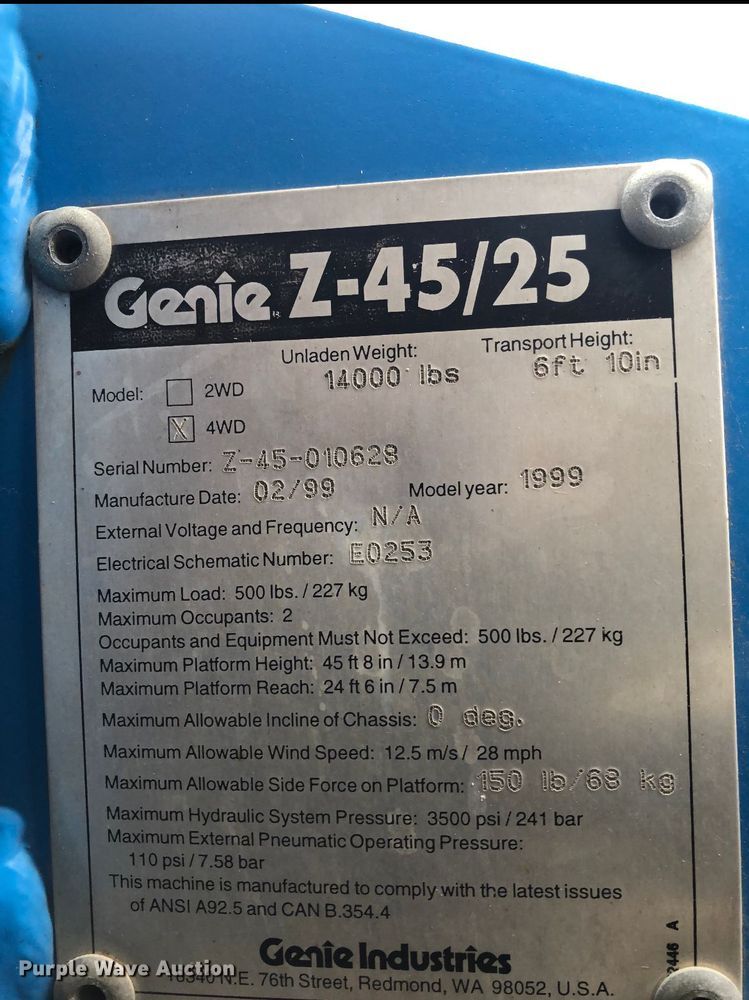 Genie Z-45/25
Unladen Weight: Transport Height:
14000 lbs 6ft 10in
Model: 2WD
X 4WD
Serial Number: Z-45-010628
Manufacture Date: 02/99 Model year: 1999
External Voltage and Frequency: N/A
Electrical Schematic Number: E0253
Maximum Load: 500 lbs. / 227 kg
Maximum Occupants: 2
Occupants and Equipment Must Not Exceed: 500 lbs. / 227 kg
Maximum Platform Height: 45 ft 8 in / 13.9 m
Maximum Platform Reach: 24 ft 6 in / 7.5 m
Maximum Allowable Incline of Chassis: 0 deg.
Maximum Allowable Wind Speed: 12.5 m/s / 28 mph
Maximum Allowable Side Force on Platform: 150 lb/68 kg
Maximum Hydraulic System Pressure: 3500 psi / 241 bar
Maximum External Pneumatic Operating Pressure:
110 psi / 7.58 bar
This machine is manufactured to comply with the latest issues
of ANSI A92.5 and CAN B.354.4
Genie Industries
18340 N.E. 76th Street, Redmond, WA 98052, U.S.A.
A
Purple Wave Auction